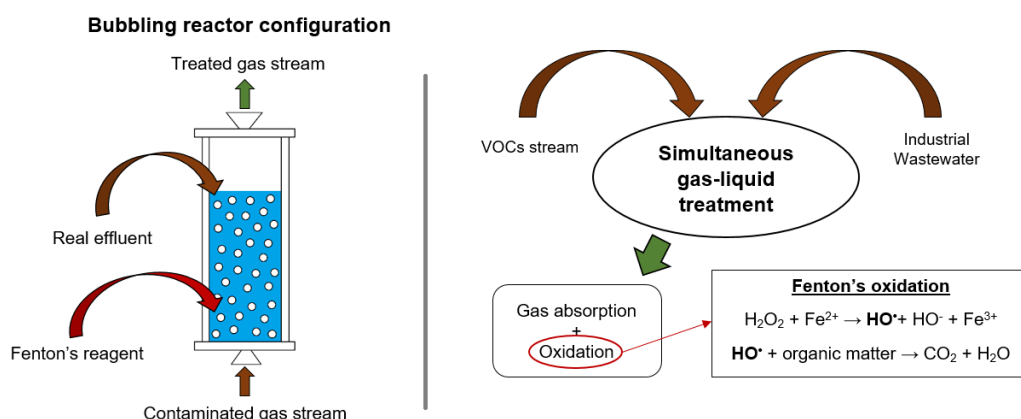 Bubbling reactor configuration
Treated gas stream
Real effluent
Fenton's reagent
Contaminated gas stream
VOCs stream
Industrial
Wastewater
Simultaneous
gas-liquid
treatment
Gas absorption
+
Oxidation
Fenton's oxidation
H₂O₂ + Fe²⁺ → HO•+ HO⁻ + Fe³⁺
HO• + organic matter → CO₂ + H₂O